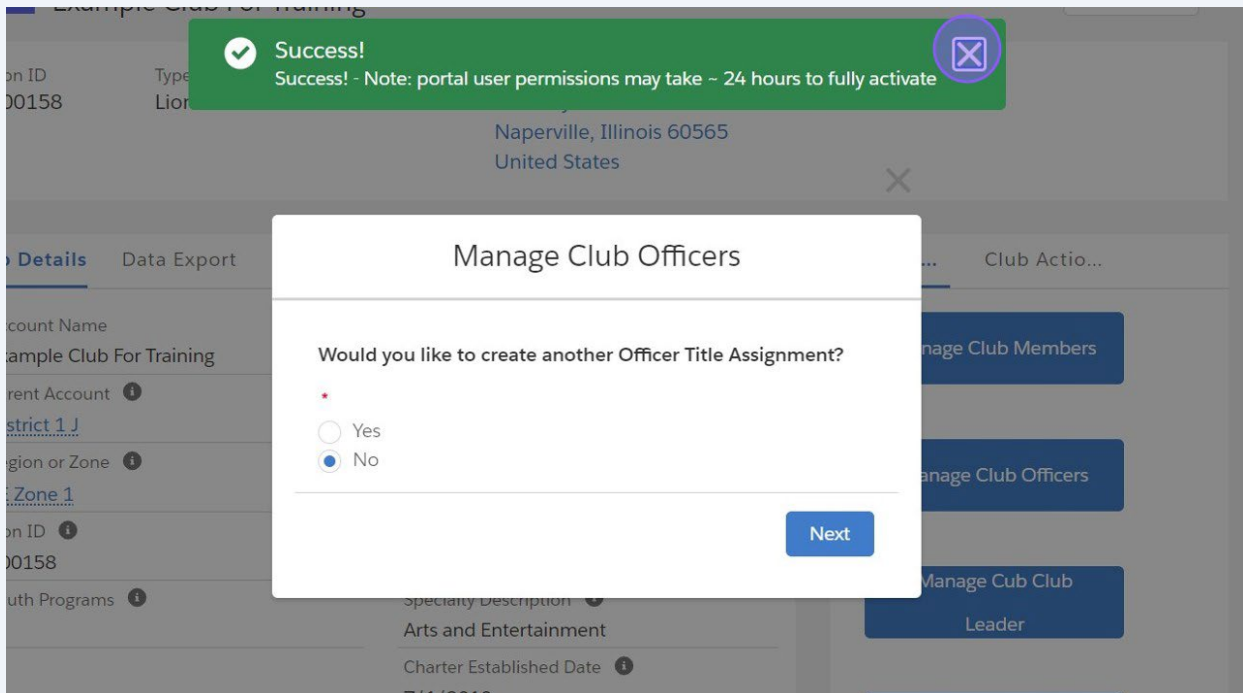 Example Club For Training
Success!
Success! - Note: portal user permissions may take ~ 24 hours to fully activate
on ID
00158
Type
Lion
Naperville, Illinois 60565
United States
Details
Data Export
...
Club Actio...
Manage Club Officers
Would you like to create another Officer Title Assignment?
*
Yes
No
Next
count Name
xample Club For Training
rent Account
strict 1 J
egion or Zone
E Zone 1
on ID
00158
uth Programs
Specialty Description
Arts and Entertainment
Charter Established Date
nage Club Members
anage Club Officers
Manage Cub Club
Leader